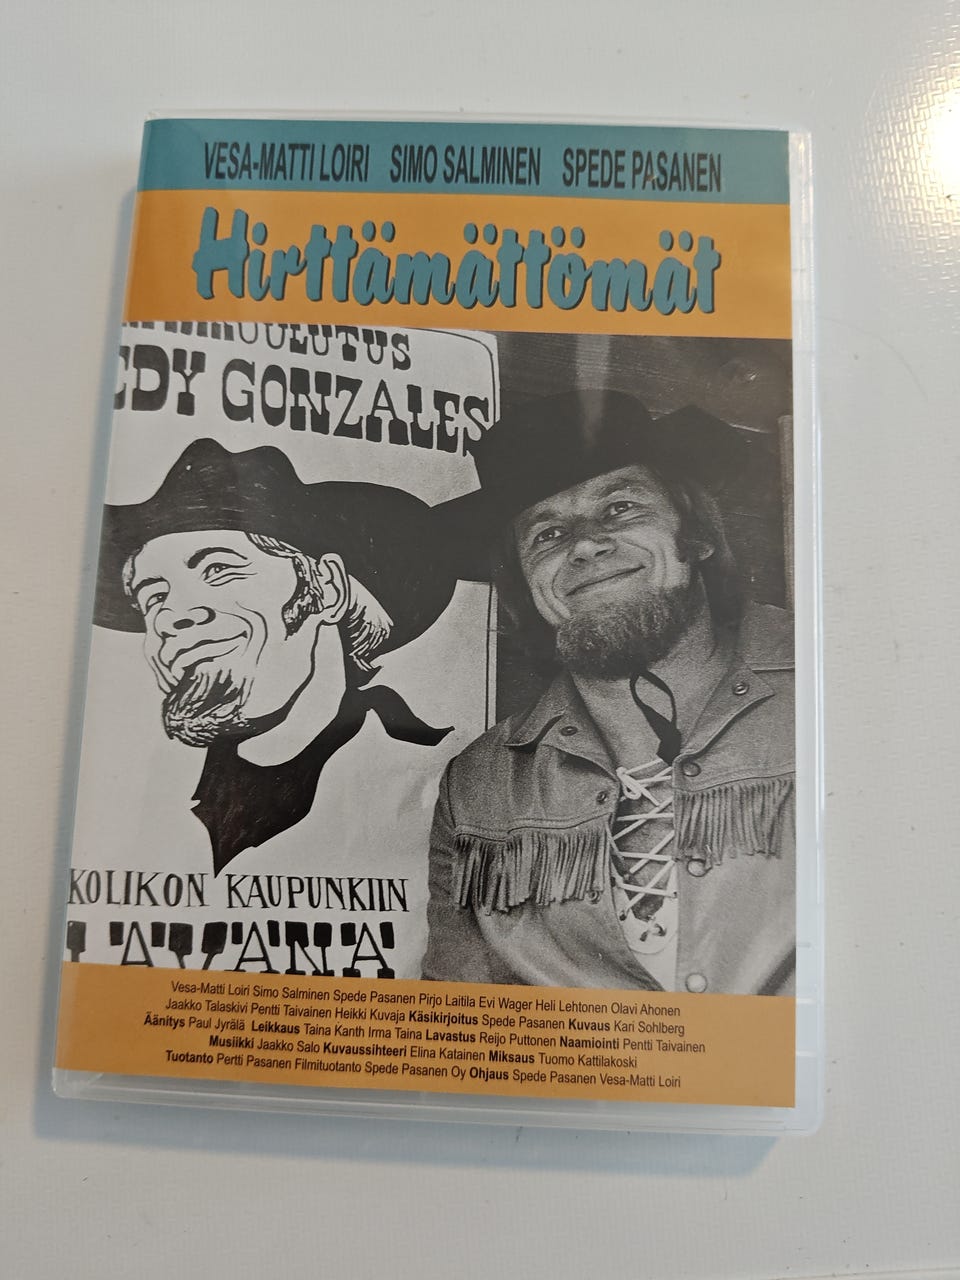 VESA-MATTI LOIRI SIMO SALMINEN SPEDE PASANEN
Hirttämättömät
EDY GONZALES
KOLIKON KAUPUNKIIN
LAVANA
Vesa-Matti Loiri Simo Salminen Spede Pasanen Pirjo Laitila Evi Wager Heli Lehtonen Olavi Ahonen
Jaakko Talaskivi Pentti Taivainen Heikki Kuvaja Käsikirjoitus Spede Pasanen Kuvaus Kari Sohlberg
Äänitys Paul Jyrälä Leikkaus Taina Kanth Irma Taina Lavastus Reijo Puttonen Naamiointi Pentti Taivainen
Musiikki Jaakko Salo Kuvaussihteeri Elina Katainen Miksaus Tuomo Kattilakoski
Tuotanto Pertti Pasanen Filmituotanto Spede Pasanen Oy Ohjaus Spede Pasanen Vesa-Matti Loiri